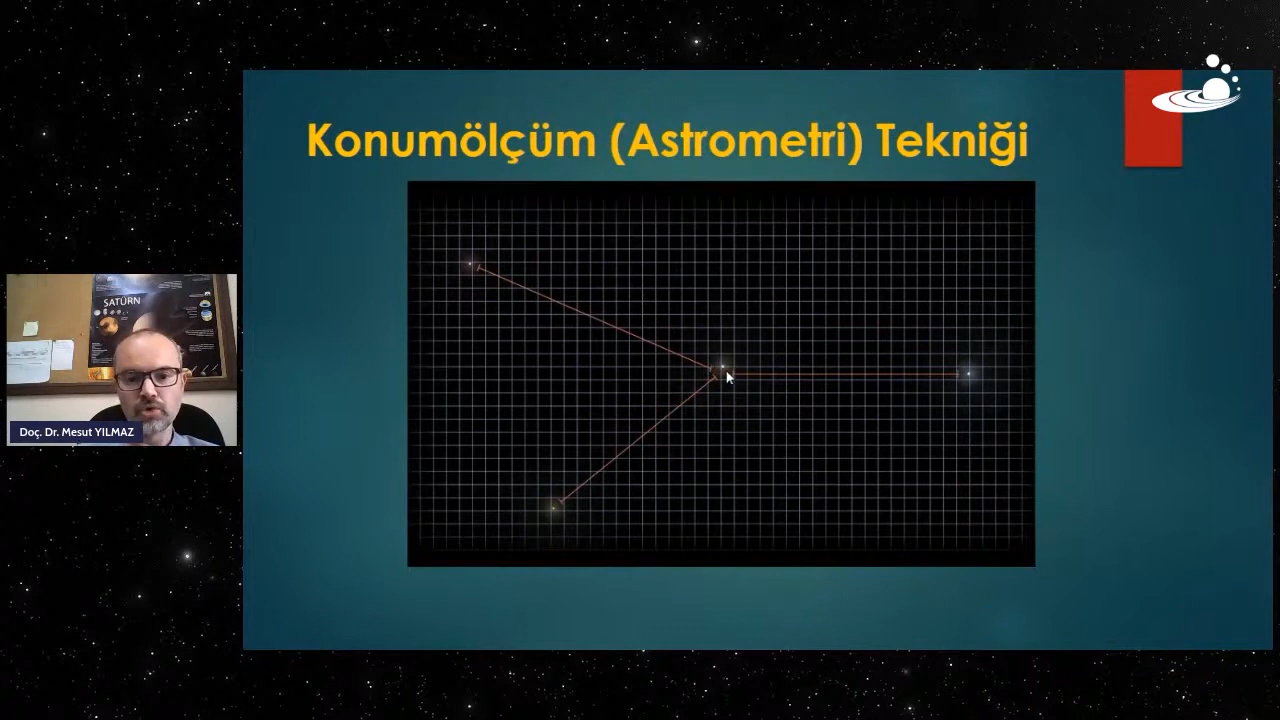 Konumölçüm (Astrometri) Tekniği
SATÜRN
Doç. Dr. Mesut YILMAZ